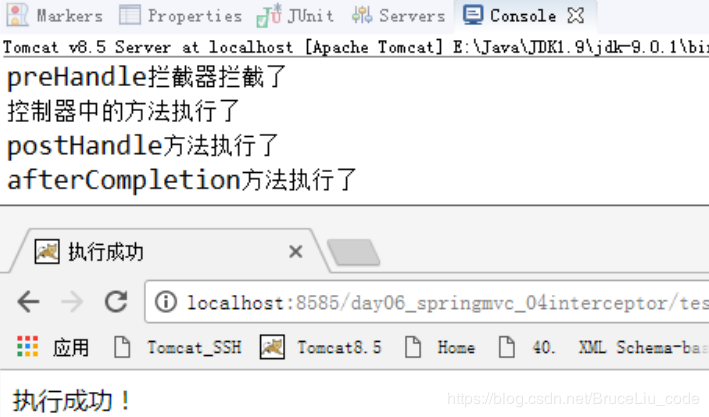 Markers Properties JUnit Servers Console
Tomcat v8.5 Server at localhost [Apache Tomcat] E:\Java\JDK1.9\jdk-9.0.1\bin
preHandle拦截器拦截了
控制器中的方法执行了
postHandle方法执行了
afterCompletion方法执行了
执行成功
localhost:8585/day06_springmvc_04interceptor/tes
应用 Tomcat_SSH Tomcat8.5 Home 40. XML Schema-bas
执行成功！
https://blog.csdn.net/BruceLiu_code